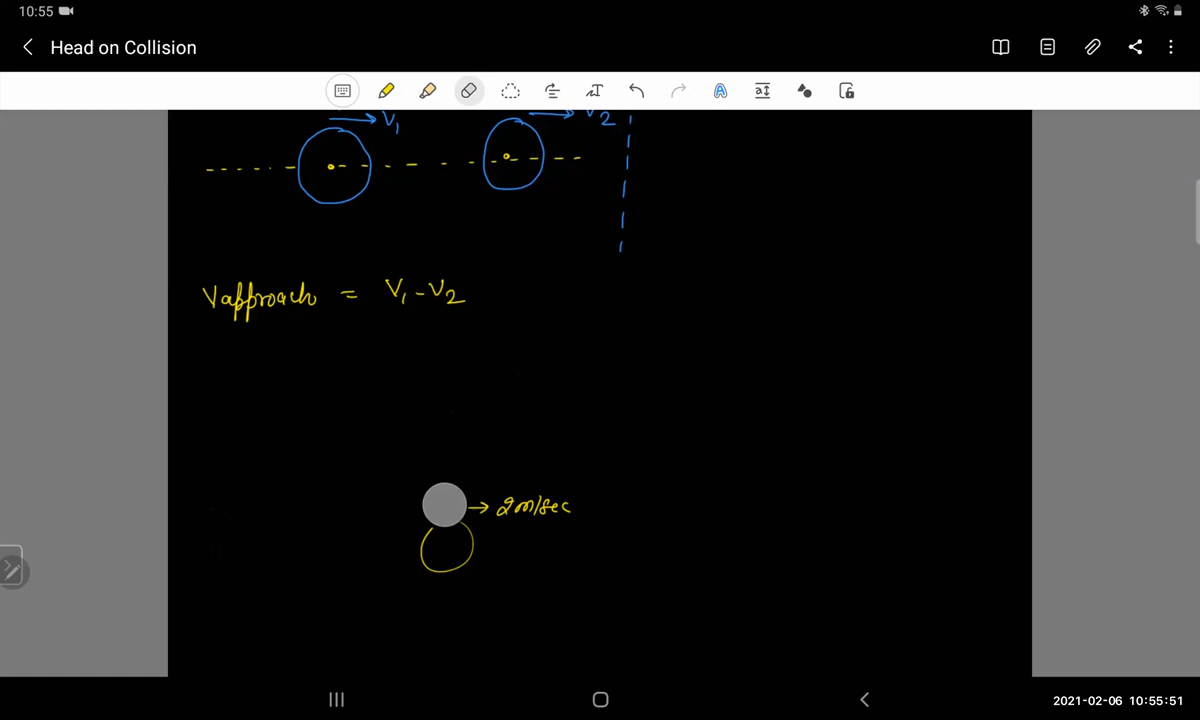 10:55
Head on Collision
V1 V2
Vapproach = V1 - V2
→ 2m/sec
2021-02-06 10:55:51